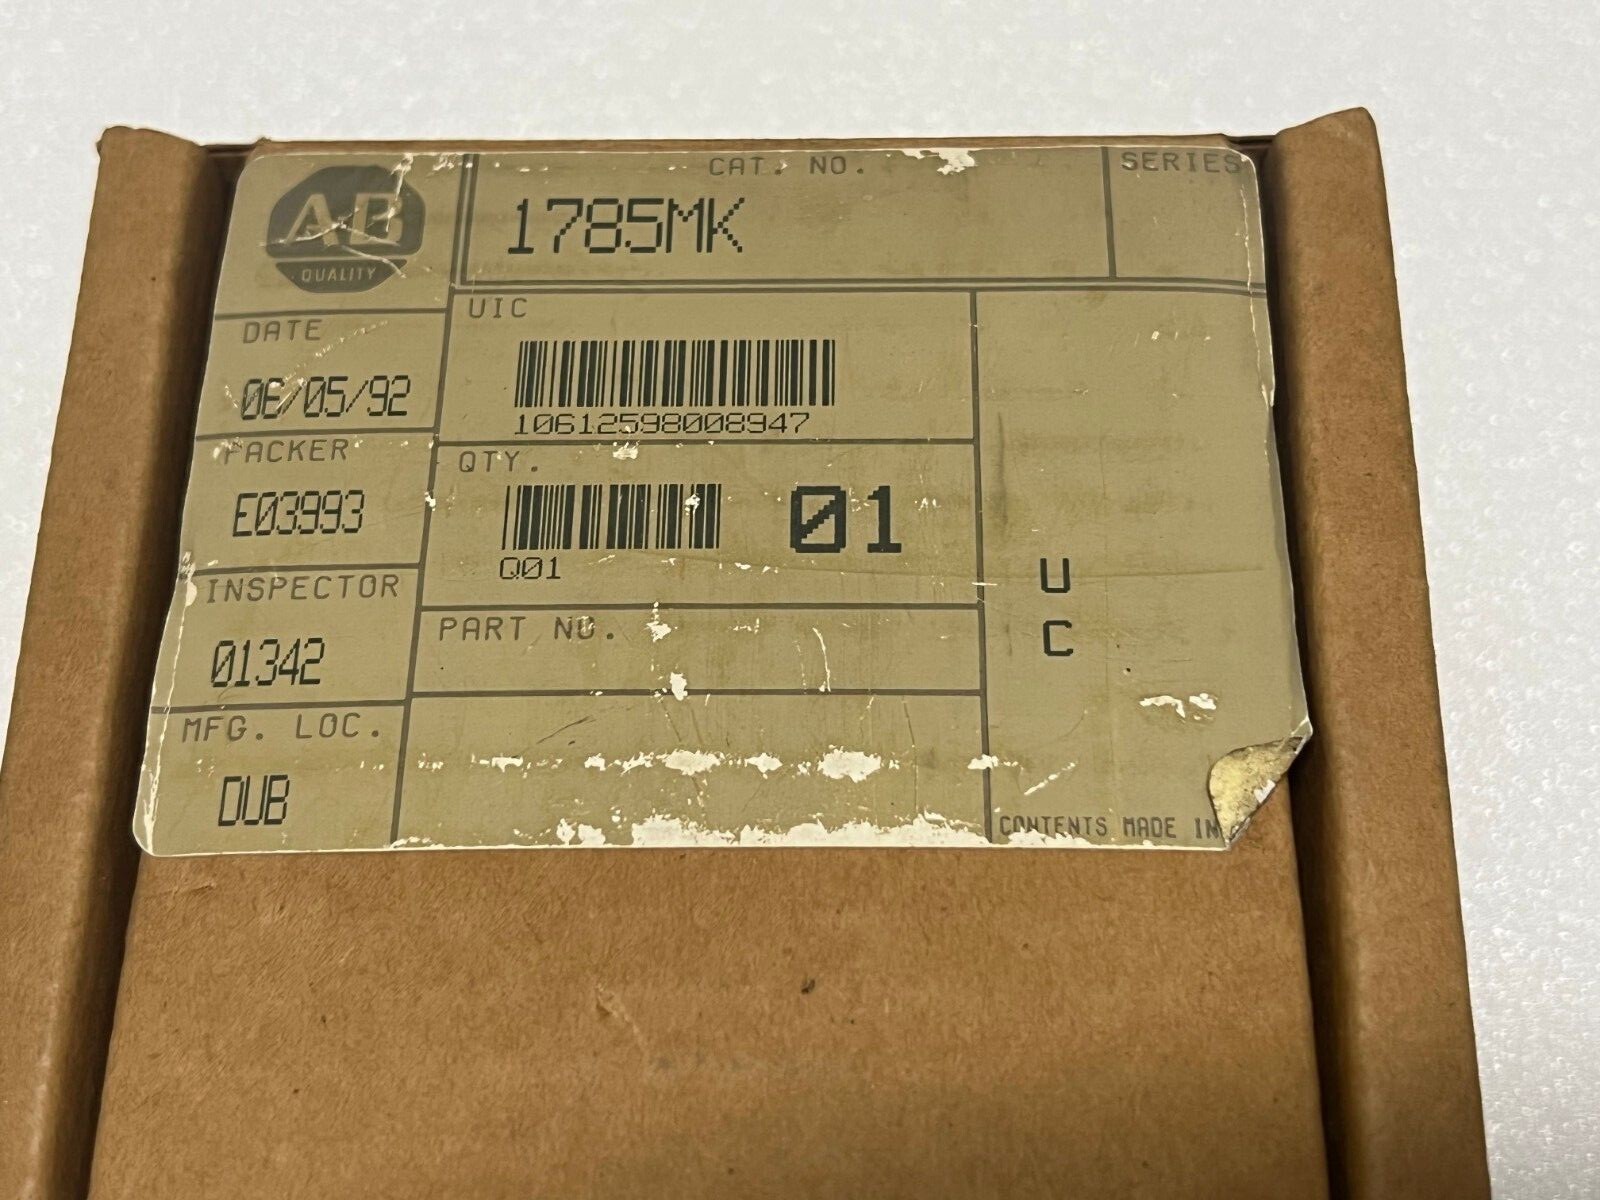 AB
QUALITY
CAT. NO.
1785MK
SERIES
DATE
06/05/92
UIC
10612598008947
PACKER
E03993
QTY.
01
Q01
INSPECTOR
01342
PART NO.
U
C
MFG. LOC.
DUB
CONTENTS MADE IN